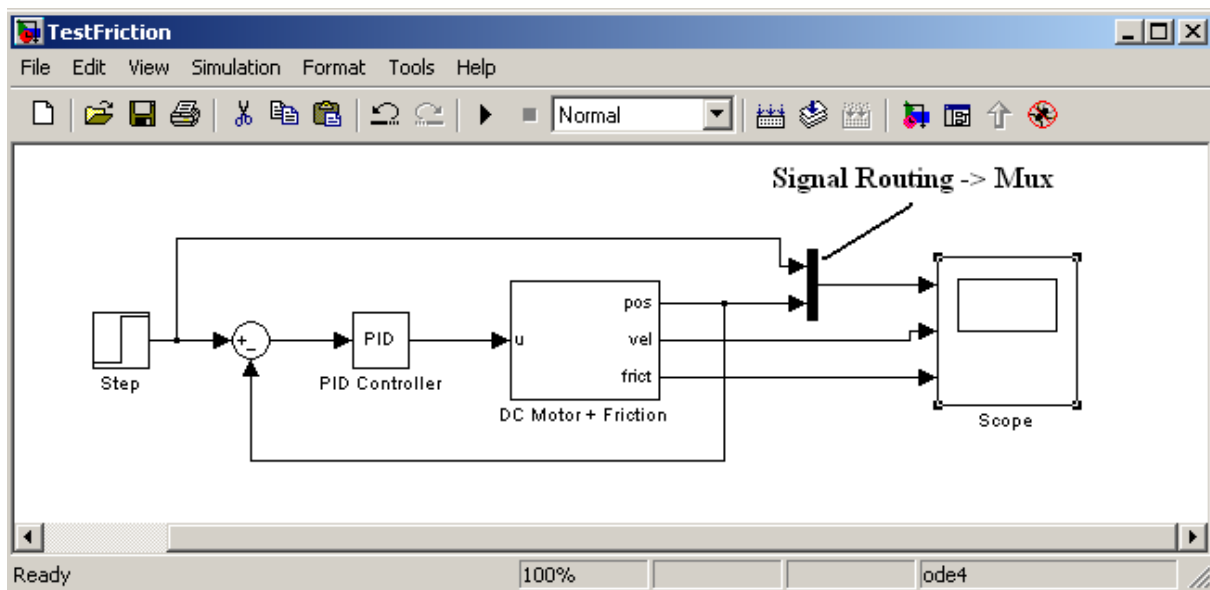 TestFriction
File Edit View Simulation Format Tools Help
Normal
Signal Routing -> Mux
pos
PID
u
vel
frict
Step
PID Controller
DC Motor + Friction
Scope
Ready 100% ode4